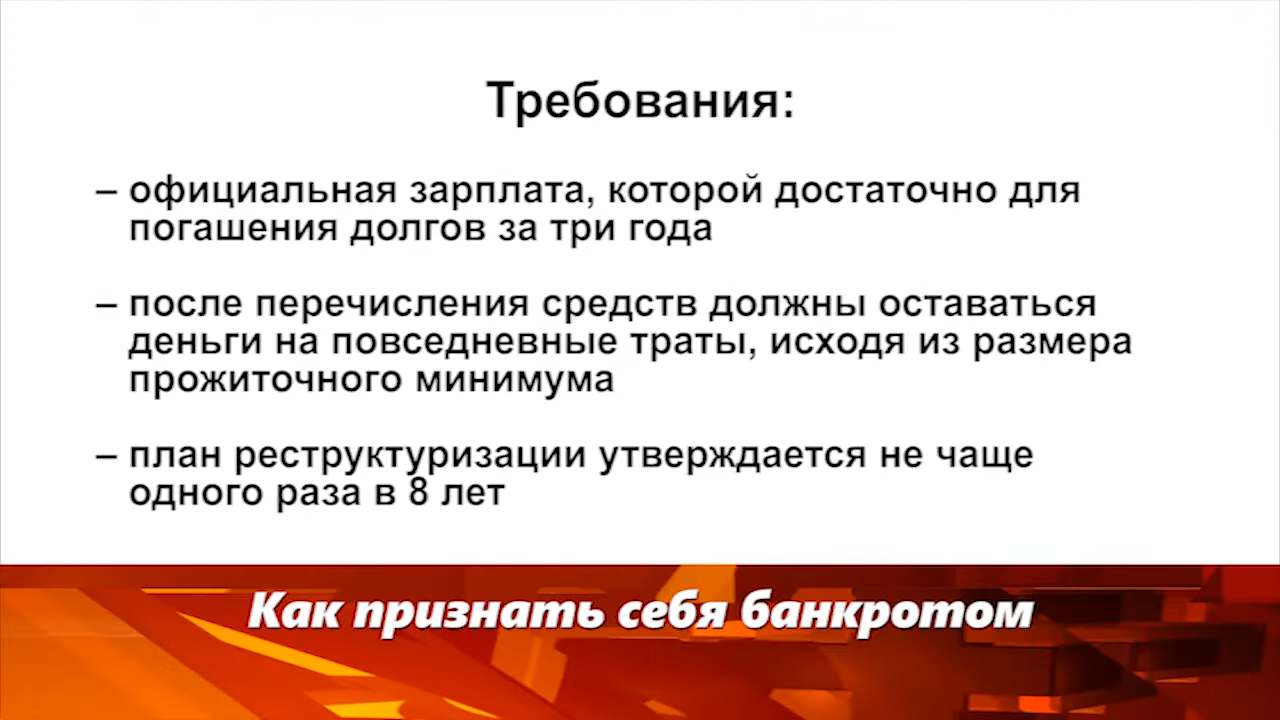 Требования:
– официальная зарплата, которой достаточно для
погашения долгов за три года
– после перечисления средств должны оставаться
деньги на повседневные траты, исходя из размера
прожиточного минимума
– план реструктуризации утверждается не чаще
одного раза в 8 лет
Как признать себя банкротом